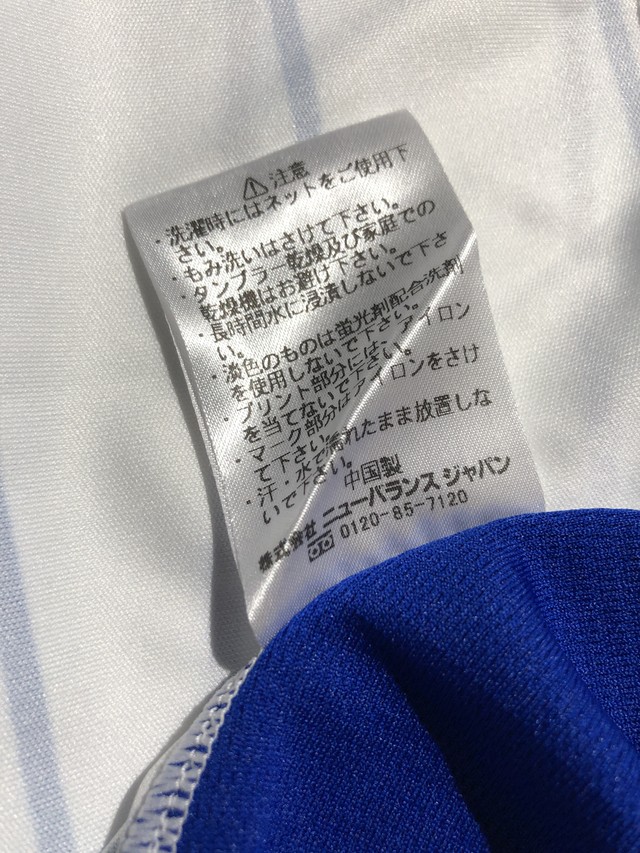 ⚠注意
・洗濯時にはネットをご使用下
さい。
・もみ洗いはさけて下さい。
・タンブラー乾燥及び家庭での
乾燥機はお避け下さい。
・長時間水に浸漬しないで下さ
い。
・淡色のものは蛍光剤配合洗剤
を使用しないで下さい。
・プリント部分には、アイロン
を当てないで下さい。
・マーク部分はアイロンをさけ
て下さい。
・汗・水で濡れたまま放置しな
いで下さい。
中国製
株式会社 ニューバランス ジャパン
0120-85-7120